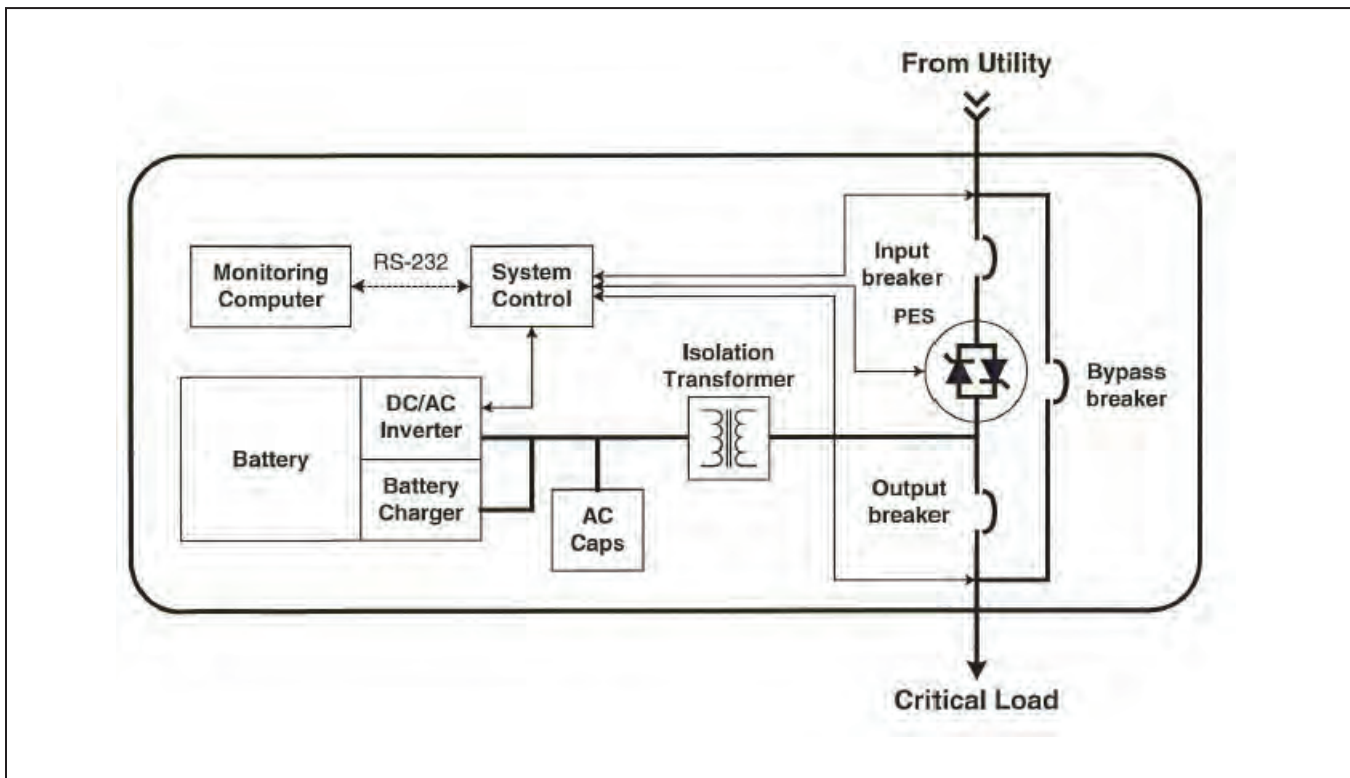 From Utility
Monitoring
Computer
RS-232
System
Control
Input
breaker
PES
Isolation
Transformer
Bypass
breaker
Battery
DC/AC
Inverter
Battery
Charger
AC
Caps
Output
breaker
Critical Load